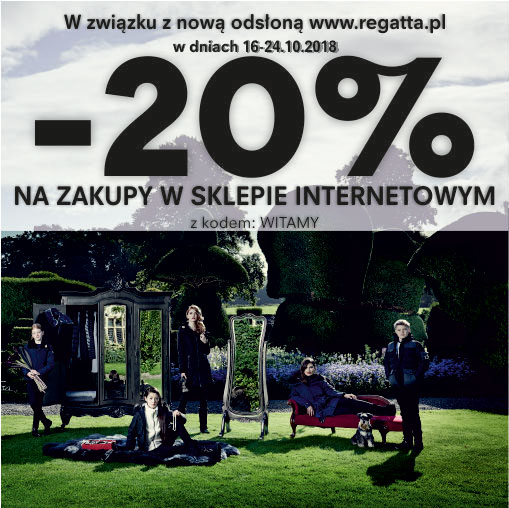 W związku z nową odsłoną www.regatta.pl
w dniach 16-24.10.2018
-20%
NA ZAKUPY W SKLEPIE INTERNETOWYM
z kodem: WITAMY